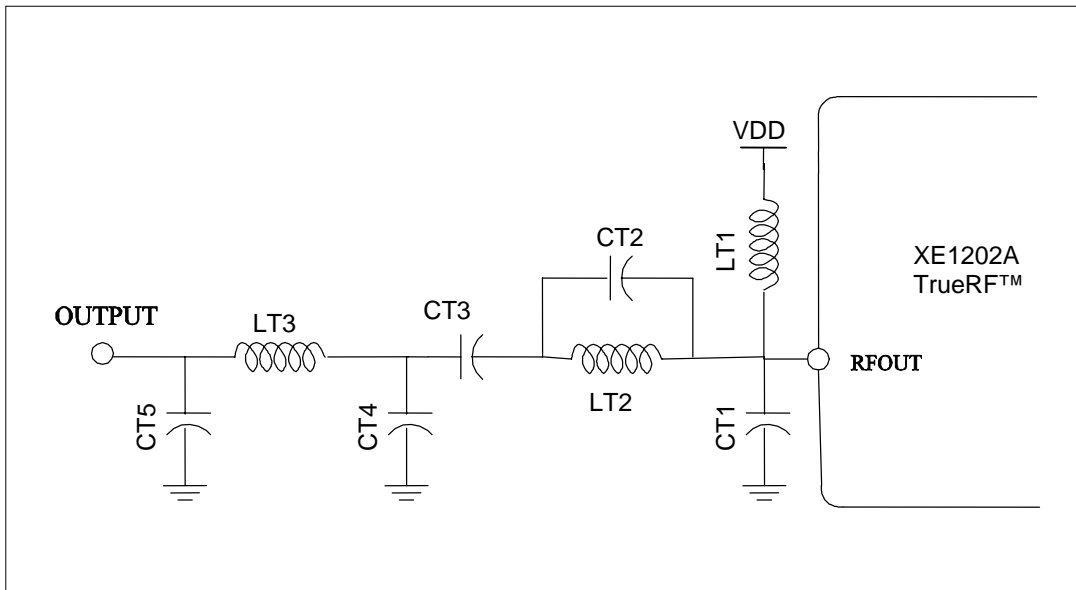 VDD
LT1
XE1202A
TrueRF™
CT2
CT3
OUTPUT
LT3
LT2
RFOUT
CT5
CT4
CT1